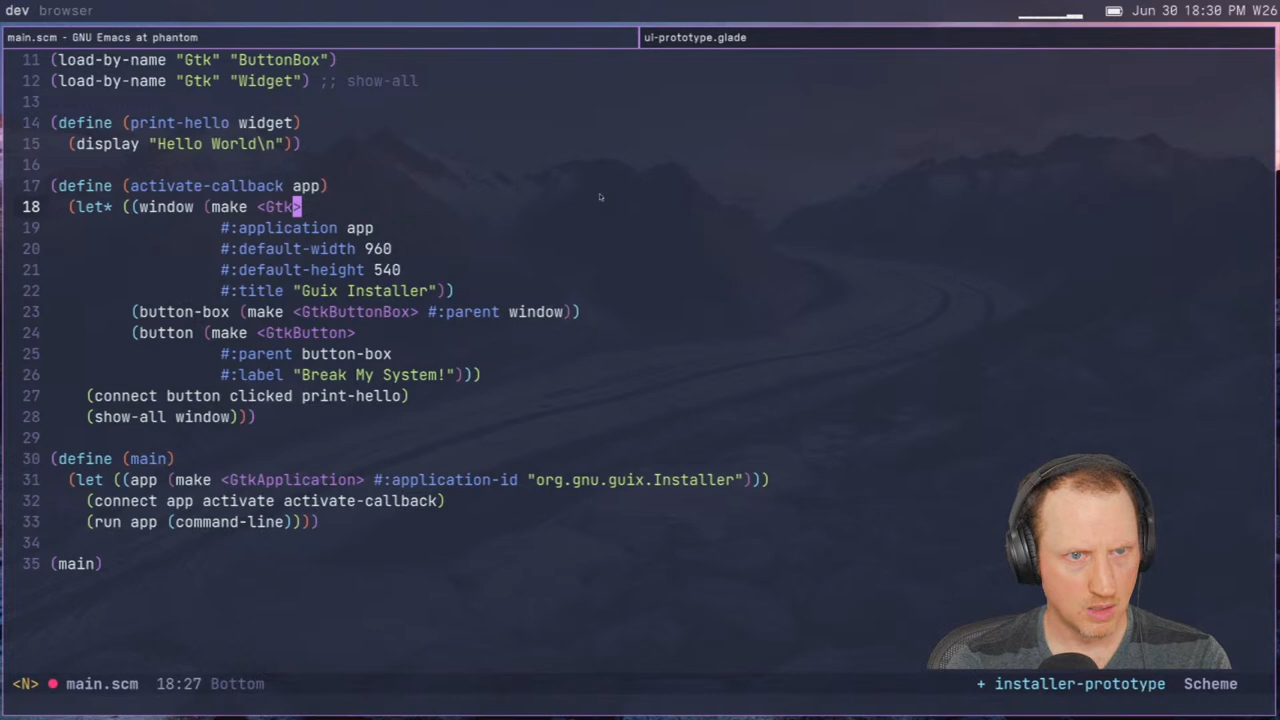 dev browser
Jun 30 18:30 PM W26
main.scm - GNU Emacs at phantom
ui-prototype.glade
11 (load-by-name "Gtk" "ButtonBox")
12 (load-by-name "Gtk" "Widget") ;; show-all
13
14 (define (print-hello widget)
15 (display "Hello World\n"))
16
17 (define (activate-callback app)
18 (let* ((window (make <Gtk>
19 #:application app
20 #:default-width 960
21 #:default-height 540
22 #:title "Guix Installer"))
23 (button-box (make <GtkButtonBox> #:parent window))
24 (button (make <GtkButton>
25 #:parent button-box
26 #:label "Break My System!")))
27 (connect button clicked print-hello)
28 (show-all window)))
29
30 (define (main)
31 (let ((app (make <GtkApplication> #:application-id "org.gnu.guix.Installer")))
32 (connect app activate activate-callback)
33 (run app (command-line))))
34
35 (main)
<N> main.scm 18:27 Bottom
+ installer-prototype Scheme